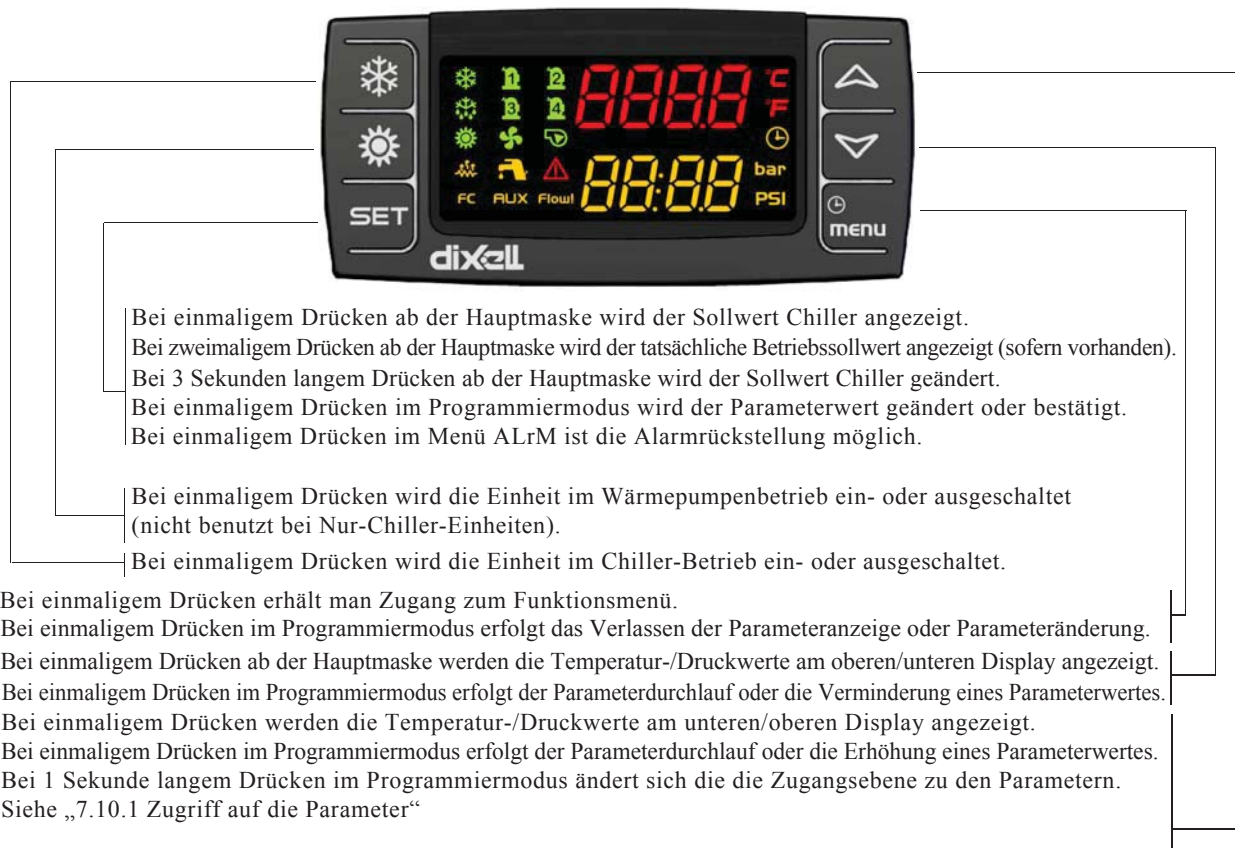 1 2 88.8.8 °C
3 4 °F
88:8.8 bar
FC AUX Flow! PSI
SET
menu
dixell
Bei einmaligem Drücken ab der Hauptmaske wird der Sollwert Chiller angezeigt.
Bei zweimaligem Drücken ab der Hauptmaske wird der tatsächliche Betriebssollwert angezeigt (sofern vorhanden).
Bei 3 Sekunden langem Drücken ab der Hauptmaske wird der Sollwert Chiller geändert.
Bei einmaligem Drücken im Programmiermodus wird der Parameterwert geändert oder bestätigt.
Bei einmaligem Drücken im Menü ALrM ist die Alarmrückstellung möglich.
Bei einmaligem Drücken wird die Einheit im Wärmepumpenbetrieb ein- oder ausgeschaltet
(nicht benutzt bei Nur-Chiller-Einheiten).
Bei einmaligem Drücken wird die Einheit im Chiller-Betrieb ein- oder ausgeschaltet.
Bei einmaligem Drücken erhält man Zugang zum Funktionsmenü.
Bei einmaligem Drücken im Programmiermodus erfolgt das Verlassen der Parameteranzeige oder Parameteränderung.
Bei einmaligem Drücken ab der Hauptmaske werden die Temperatur-/Druckwerte am oberen/unteren Display angezeigt.
Bei einmaligem Drücken im Programmiermodus erfolgt der Parameterdurchlauf oder die Verminderung eines Parameterwertes.
Bei einmaligem Drücken werden die Temperatur-/Druckwerte am unteren/oberen Display angezeigt.
Bei einmaligem Drücken im Programmiermodus erfolgt der Parameterdurchlauf oder die Erhöhung eines Parameterwertes.
Bei 1 Sekunde langem Drücken im Programmiermodus ändert sich die die Zugangsebene zu den Parametern.
Siehe „7.10.1 Zugriff auf die Parameter“